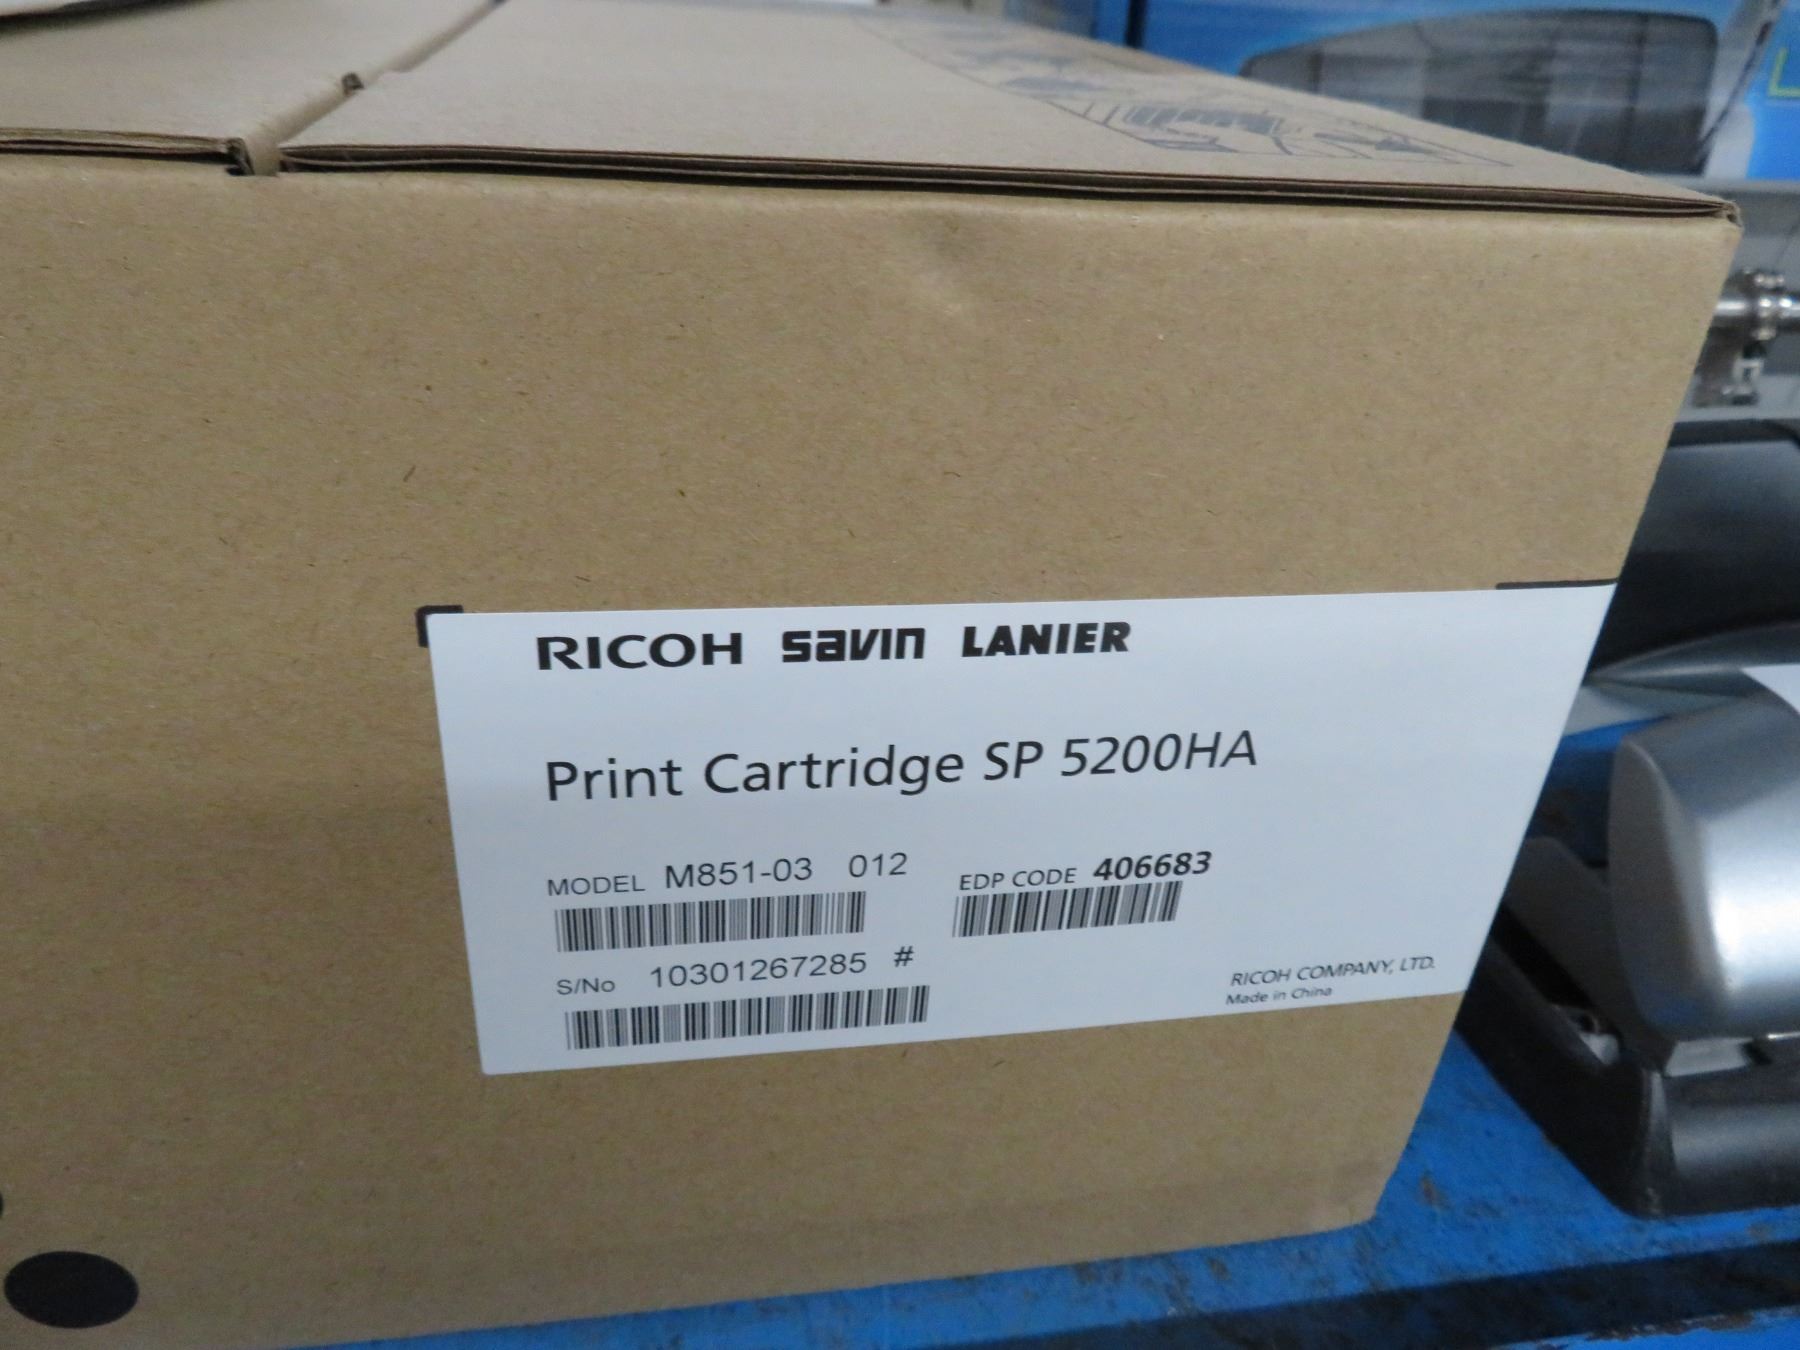 RICOH savin LANIER
Print Cartridge SP 5200HA
MODEL M851-03 012 EDP CODE 406683
S/No 10301267285 #
RICOH COMPANY, LTD.
Made in China